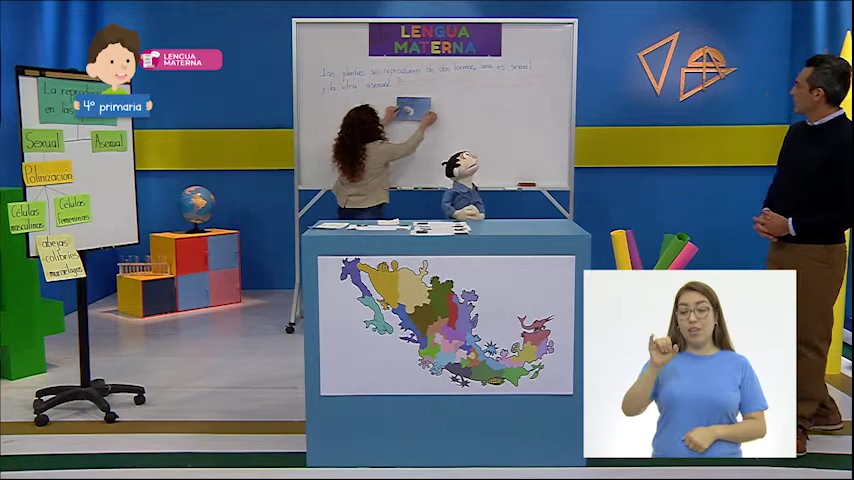 LENGUA
MATERNA
4º primaria
LENGUA
MATERNA
Las plantas se reproducen de dos formas una es sexual
y la otra asexual.
La reproducción
en las
Sexual
Asexual
Polinización
Células
masculinas
Células
femeninas
abejas
colibríes
murciélagos